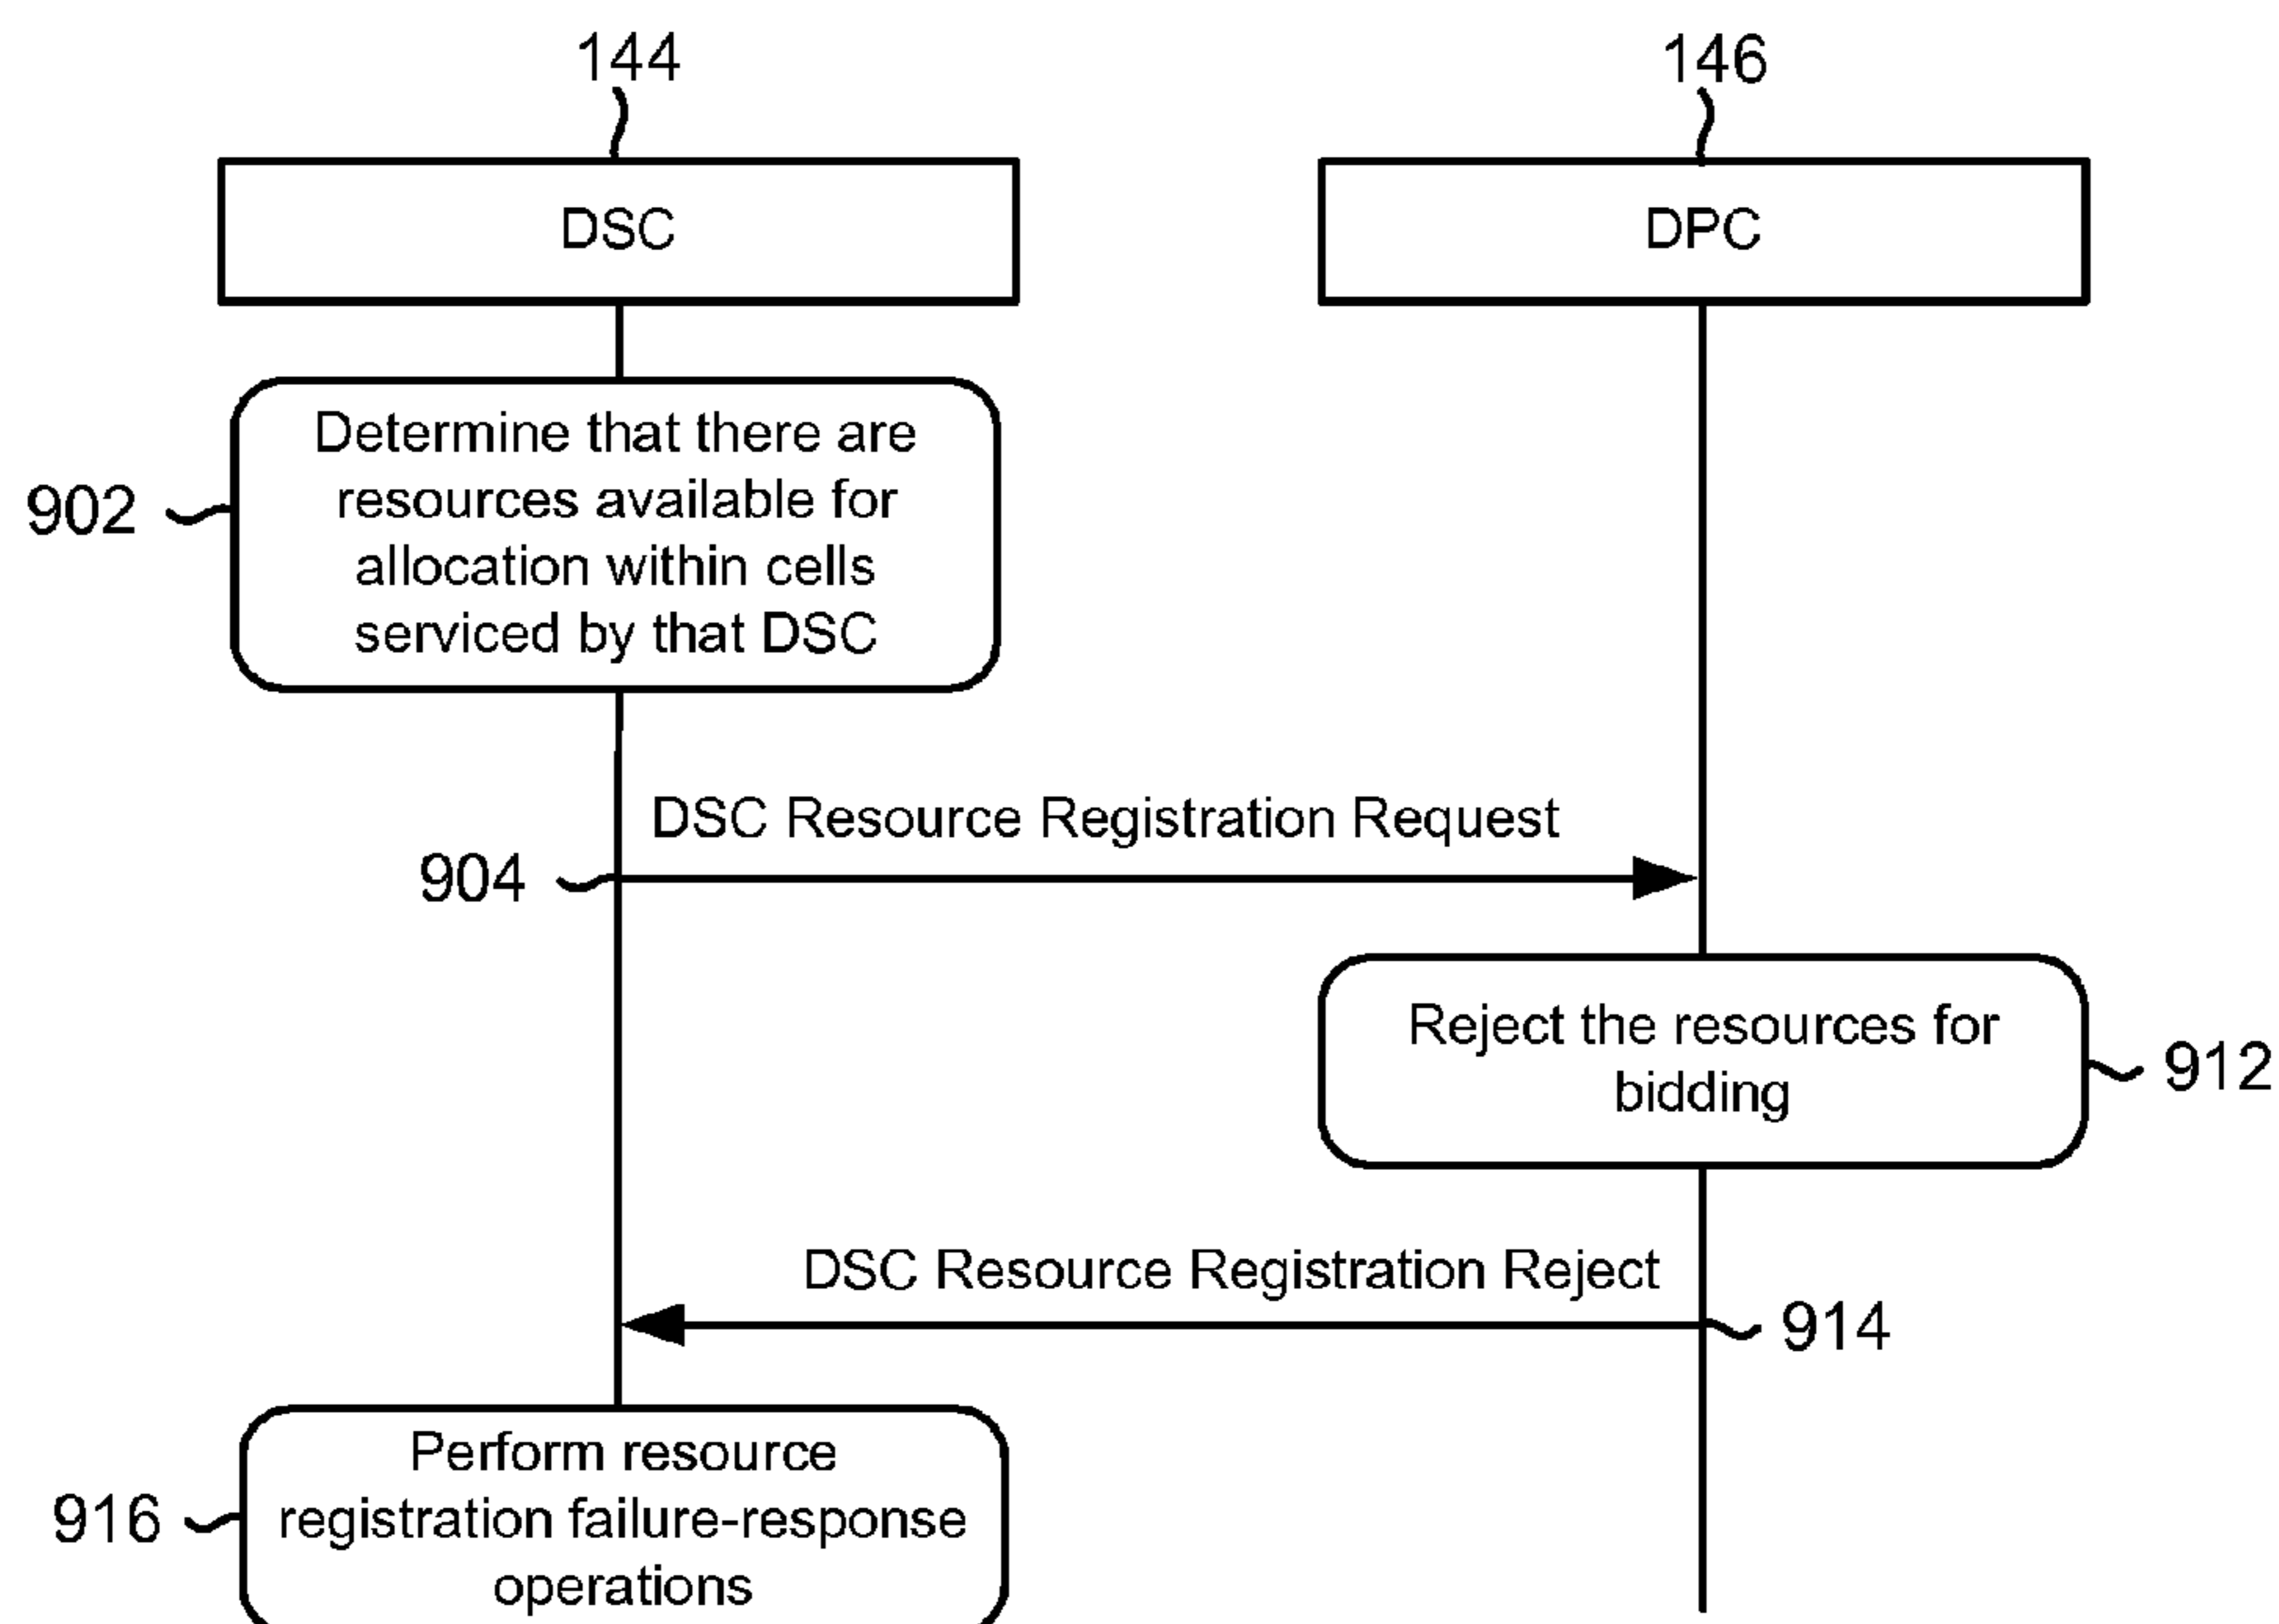 144
146
DSC
DPC
Determine that there are
resources available for
allocation within cells
serviced by that DSC
902
DSC Resource Registration Request
904
Reject the resources for
bidding
912
DSC Resource Registration Reject
914
Perform resource
registration failure-response
operations
916